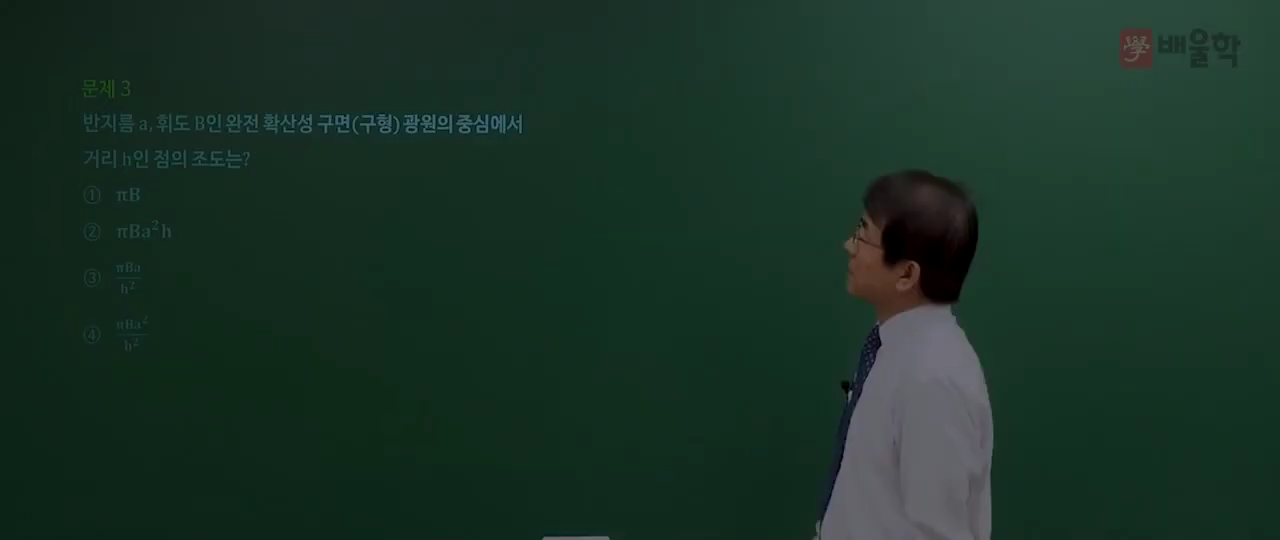 學 배울학
문제 3
반지름 a, 휘도 B인 완전 확산성 구면(구형) 광원의 중심에서
거리 h인 점의 조도는?
① πB
② πBa²h
③ πBa/h²
④ πBa²/h²